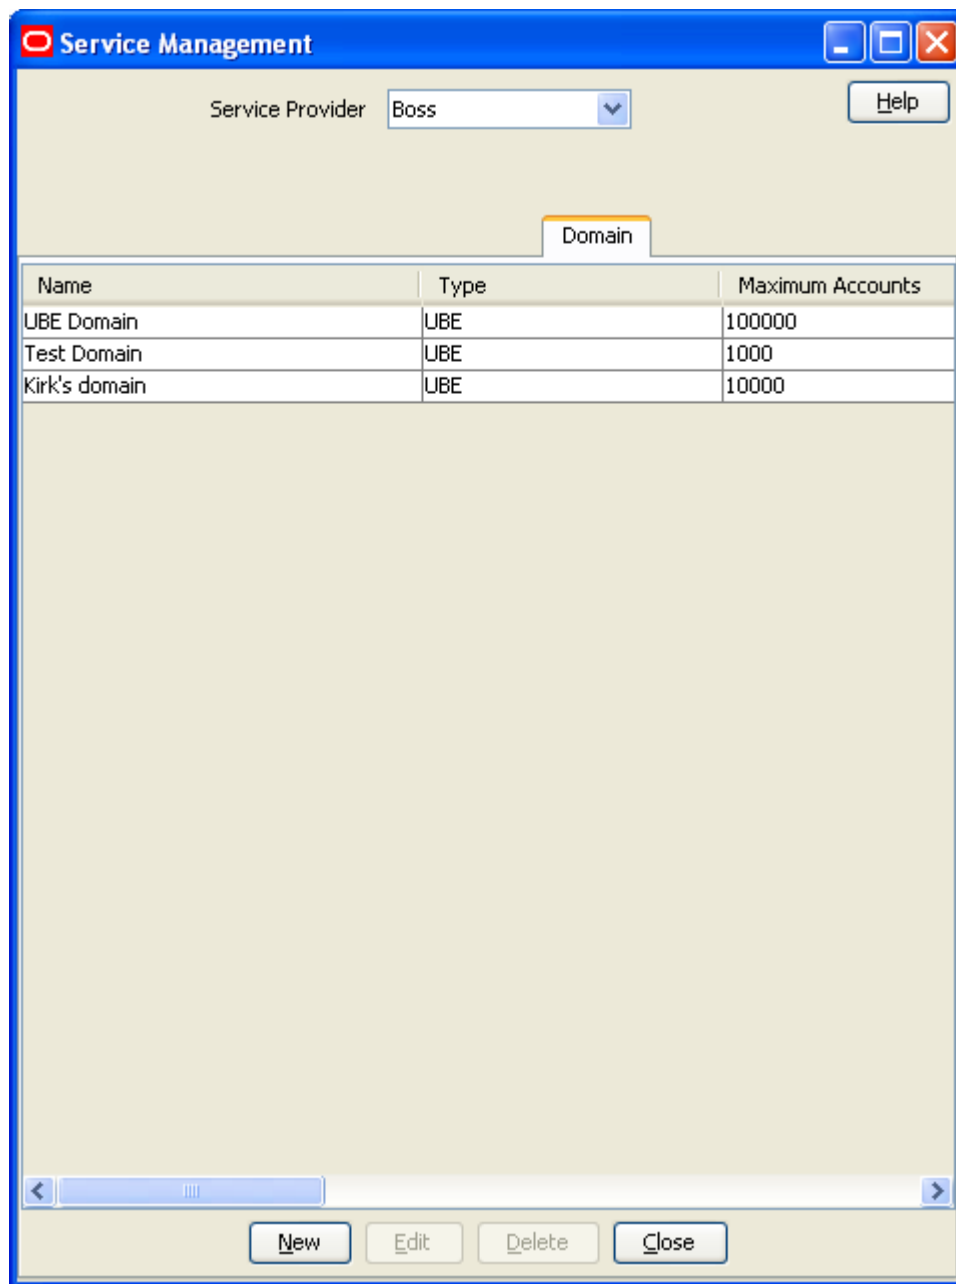 Service Management
Service Provider Boss Help
Domain
Name Type Maximum Accounts
UBE Domain UBE 100000
Test Domain UBE 1000
Kirk's domain UBE 10000
New Edit Delete Close